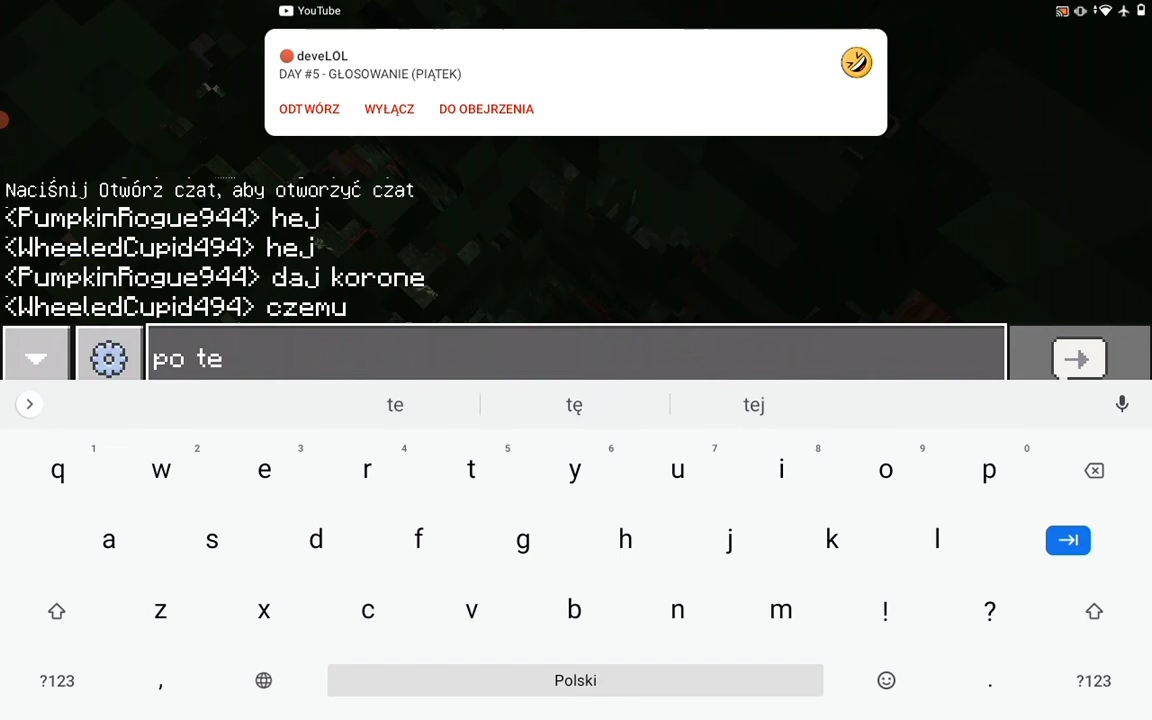 YouTube
deveLOL
DAY #5 - GŁOSOWANIE (PIĄTEK)
ODTWÓRZ WYŁĄCZ DO OBEJRZENIA
Naciśnij Otwórz czat, aby otworzyć czat
<PumpkinRogue944> hej
<WheeledCupid494> hej
<PumpkinRogue944> daj korone
<WheeledCupid494> czemu
po te
te tę tej
1 2 3 4 5 6 7 8 9 0
q w e r t y u i o p
a s d f g h j k l
z x c v b n m ! ?
?123 , Polski . ?123